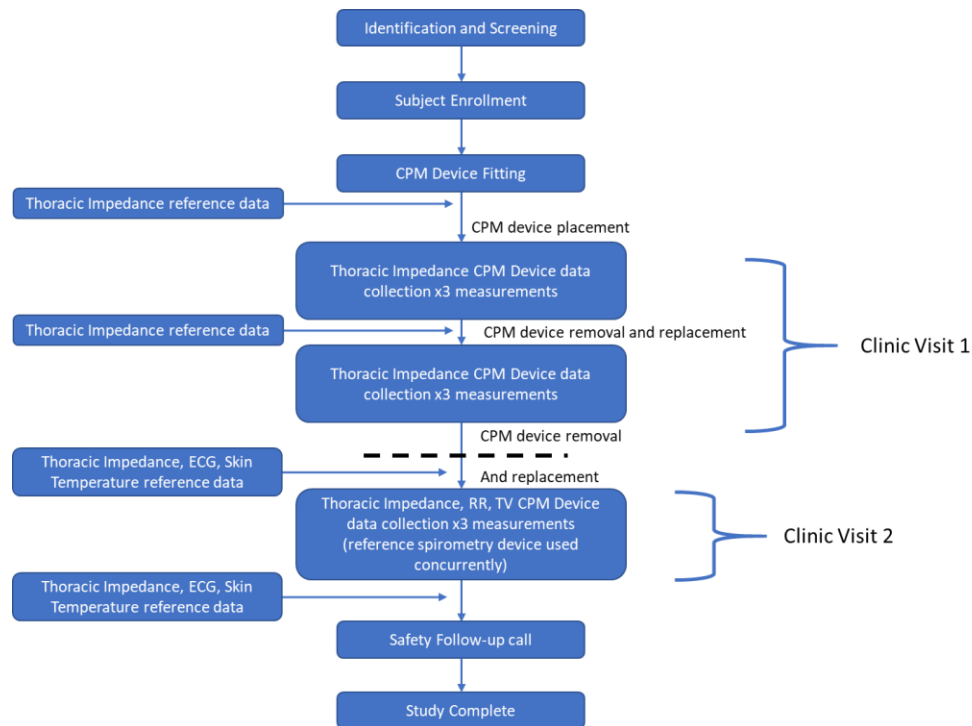 Identification and Screening
Subject Enrollment
CPM Device Fitting
Thoracic Impedance reference data
CPM device placement
Thoracic Impedance CPM Device data
collection x3 measurements
Thoracic Impedance reference data
CPM device removal and replacement
Clinic Visit 1
Thoracic Impedance CPM Device data
collection x3 measurements
CPM device removal
Thoracic Impedance, ECG, Skin
Temperature reference data
And replacement
Thoracic Impedance, RR, TV CPM Device
data collection x3 measurements
(reference spirometry device used
concurrently)
Clinic Visit 2
Thoracic Impedance, ECG, Skin
Temperature reference data
Safety Follow-up call
Study Complete